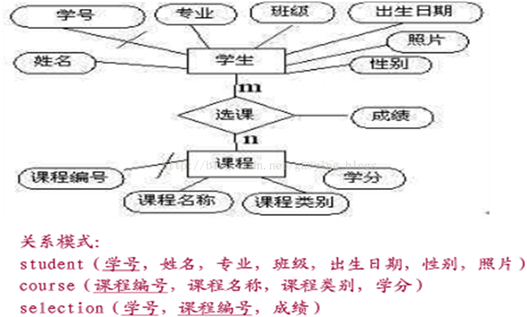 学号 专业 班级 出生日期
照片
姓名 学生 性别
m
选课 成绩
n
课程
课程编号 学分
课程名称 课程类别
关系模式:
student（学号，姓名，专业，班级，出生日期，性别，照片）
course（课程编号，课程名称，课程类别，学分）
selection（学号，课程编号，成绩）